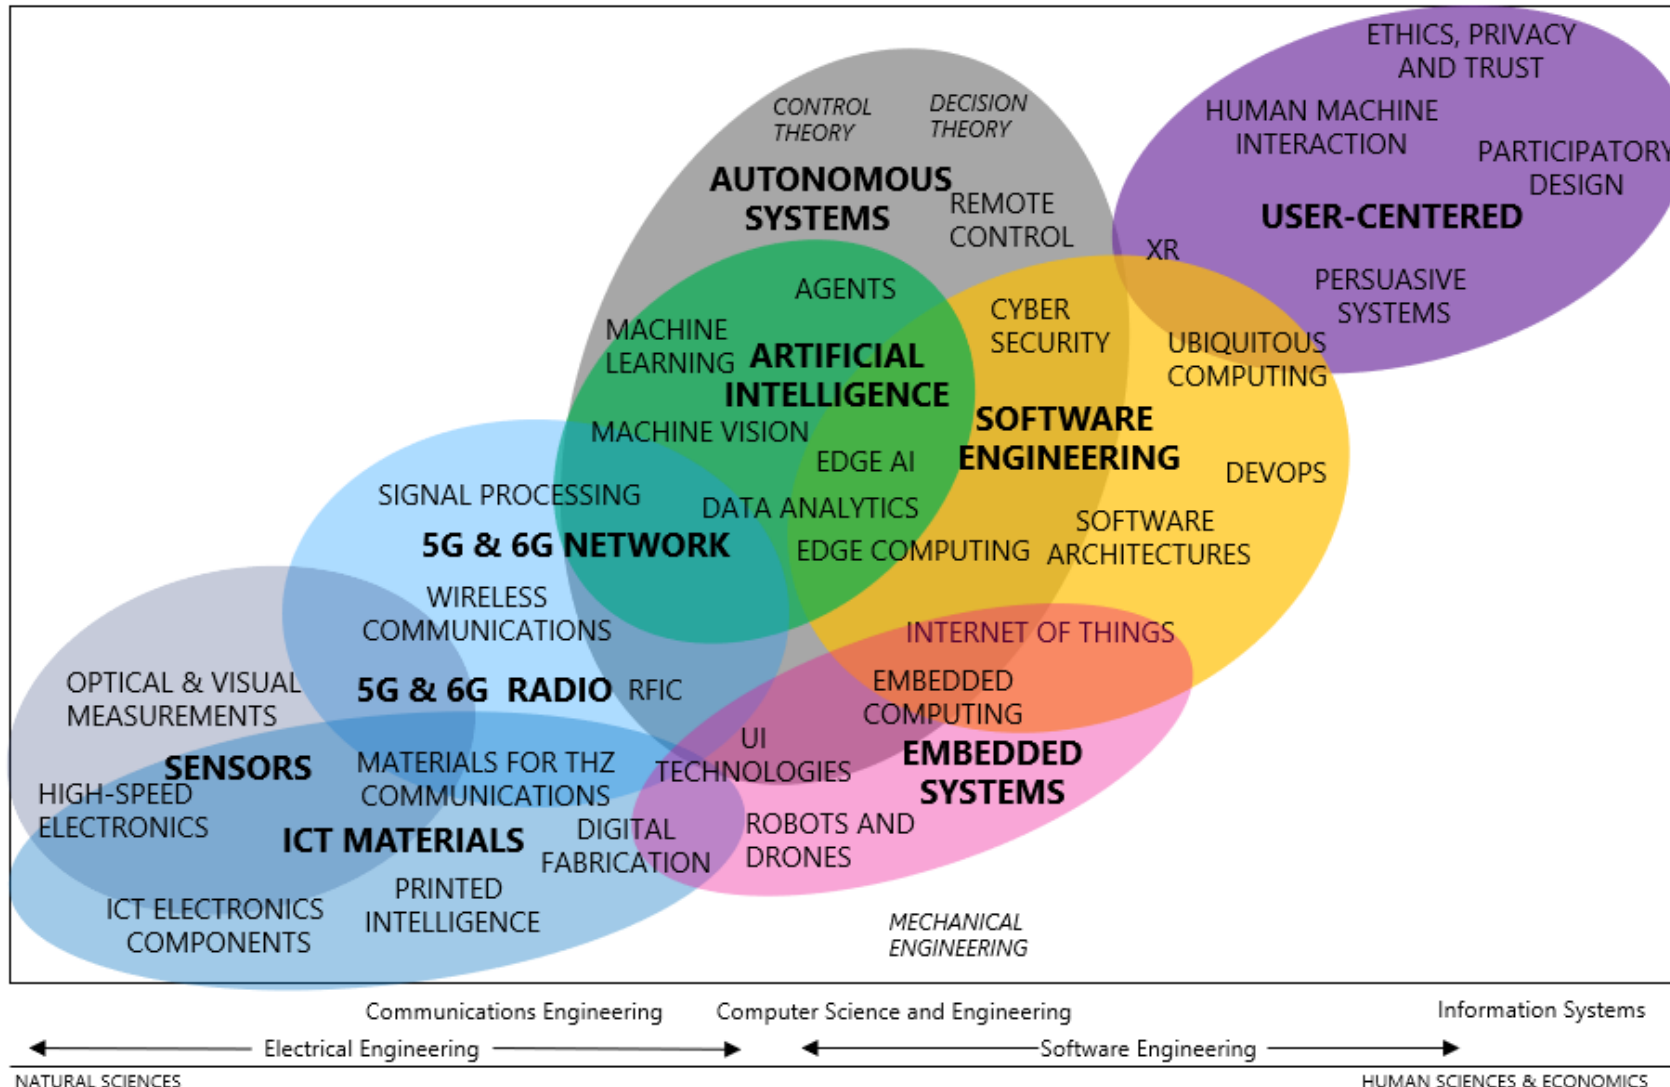 ETHICS, PRIVACY
AND TRUST
CONTROL
THEORY
DECISION
THEORY
HUMAN MACHINE
INTERACTION
PARTICIPATORY
DESIGN
AUTONOMOUS
SYSTEMS
REMOTE
CONTROL
USER-CENTERED
XR
PERSUASIVE
SYSTEMS
AGENTS
CYBER
SECURITY
MACHINE
LEARNING
ARTIFICIAL
INTELLIGENCE
UBIQUITOUS
COMPUTING
MACHINE VISION
SOFTWARE
ENGINEERING
EDGE AI
DEVOPS
SIGNAL PROCESSING
DATA ANALYTICS
SOFTWARE
ARCHITECTURES
5G & 6G NETWORK
EDGE COMPUTING
WIRELESS
COMMUNICATIONS
INTERNET OF THINGS
OPTICAL & VISUAL
MEASUREMENTS
5G & 6G RADIO
RFIC
EMBEDDED
COMPUTING
UI
TECHNOLOGIES
EMBEDDED
SYSTEMS
SENSORS
MATERIALS FOR THZ
COMMUNICATIONS
HIGH-SPEED
ELECTRONICS
ICT MATERIALS
DIGITAL
FABRICATION
ROBOTS AND
DRONES
PRINTED
INTELLIGENCE
ICT ELECTRONICS
COMPONENTS
MECHANICAL
ENGINEERING
Communications Engineering
Computer Science and Engineering
Information Systems
Electrical Engineering
Software Engineering
NATURAL SCIENCES
HUMAN SCIENCES & ECONOMICS